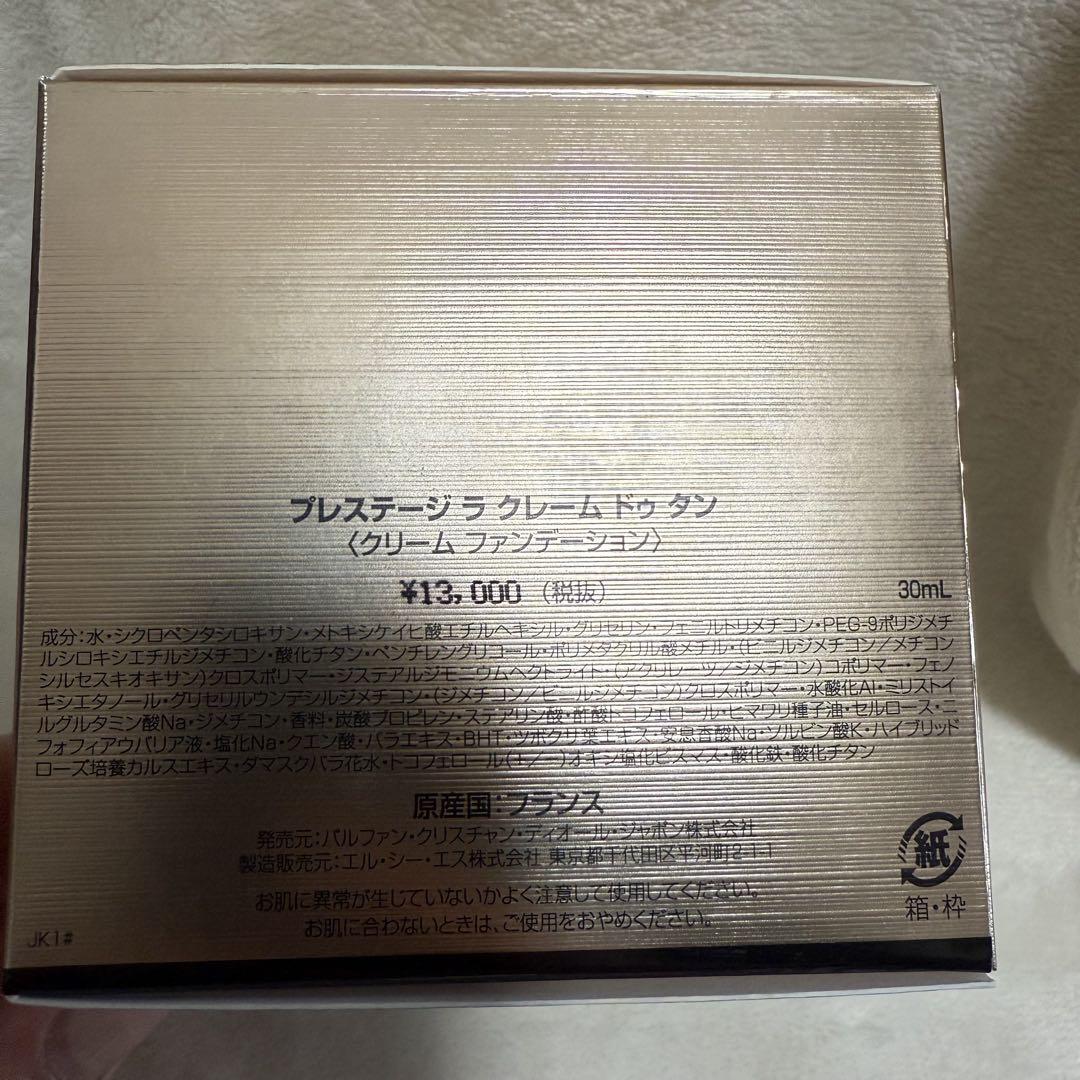 プレステージ ラ クレーム ドゥ タン
〈クリーム ファンデーション〉
¥13,000 (税抜)
30mL
成分:水・シクロペンタシロキサン・メトキシケイヒ酸エチルヘキシル・グリセリン・フェニルトリメチコン・PEG-9ポリジメチ
ルシロキシエチルジメチコン・酸化チタン・ペンチレングリコール・ポリメタクリル酸メチル・(ビニルジメチコン/メチコン
シルセスキオキサン)クロスポリマー・ジステアルジモニウムヘクトライト・(アクリレーツ/ジメチコン)コポリマー・フェノ
キシエタノール・グリセリルウンデシルジメチコン・(ジメチコン/ビニルジメチコン)クロスポリマー・水酸化Al・ミリストイ
ルグルタミン酸Na・ジメチコン・香料・炭酸プロピレン・ステアリン酸・酢酸トコフェロール・ヒマワリ種子油・セルロース・ニ
フォフィアウバリア液・塩化Na・クエン酸・バラエキス・BHT・ツボクサ葉エキス・安息香酸Na・ソルビン酸K・ハイブリッド
ローズ培養カルスエキス・ダマスクバラ花水・トコフェロール(+/-)オキシ塩化ビスマス・酸化鉄・酸化チタン
原産国:フランス
発売元:パルファン・クリスチャン・ディオール・ジャポン株式会社
製造販売元:エル・シー・エス株式会社 東京都千代田区平河町2-1-1
お肌に異常が生じていないかよく注意して使用してください。
お肌に合わないときは、ご使用をおやめください。
紙
箱・枠
JK1#